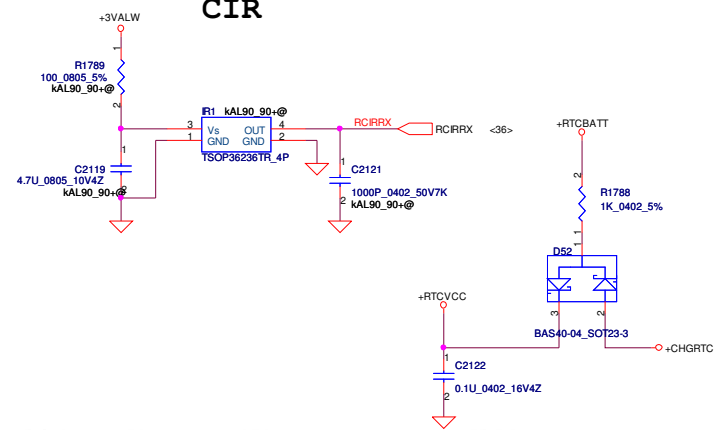 CIR
+3VALW
1
R1789
100_0805_5%
kAL90_90+@
2
IR1 kAL90_90+@
3 Vs OUT 4
1 GND GND 2
TSOP36236TR_4P
RCIRRX
RCIRRX <36>
1
C2119
4.7U_0805_10V4Z
kAL90_90+@
2
1
C2121
1000P_0402_50V7K
2
kAL90_90+@
+RTCBATT
2
R1788
1K_0402_5%
1
1
D52
3 2
BAS40-04_SOT23-3
+RTCVCC
+CHGRTC
1
C2122
0.1U_0402_16V4Z
2